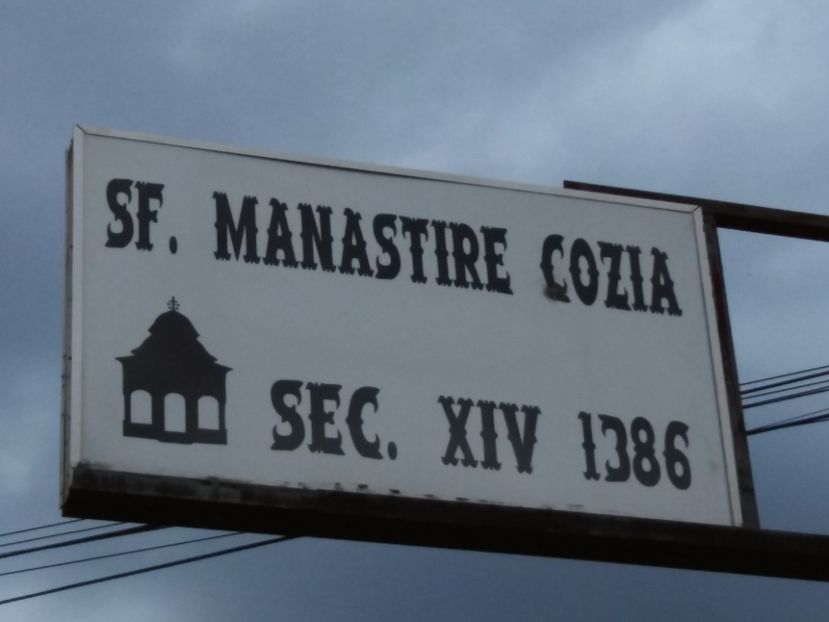 SF. MANASTIRE COZIA
SEC. XIV 1386